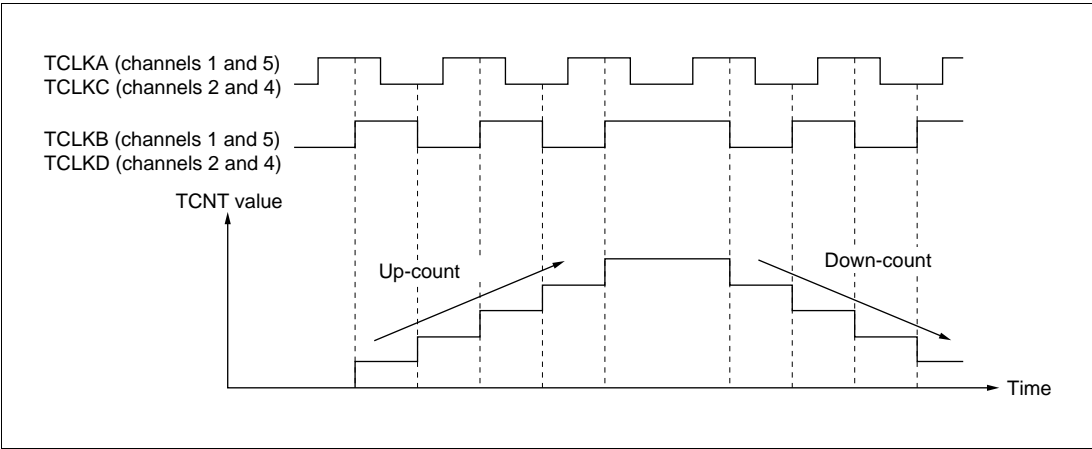 TCLKA (channels 1 and 5)
TCLKC (channels 2 and 4)
TCLKB (channels 1 and 5)
TCLKD (channels 2 and 4)
TCNT value
Up-count
Down-count
Time